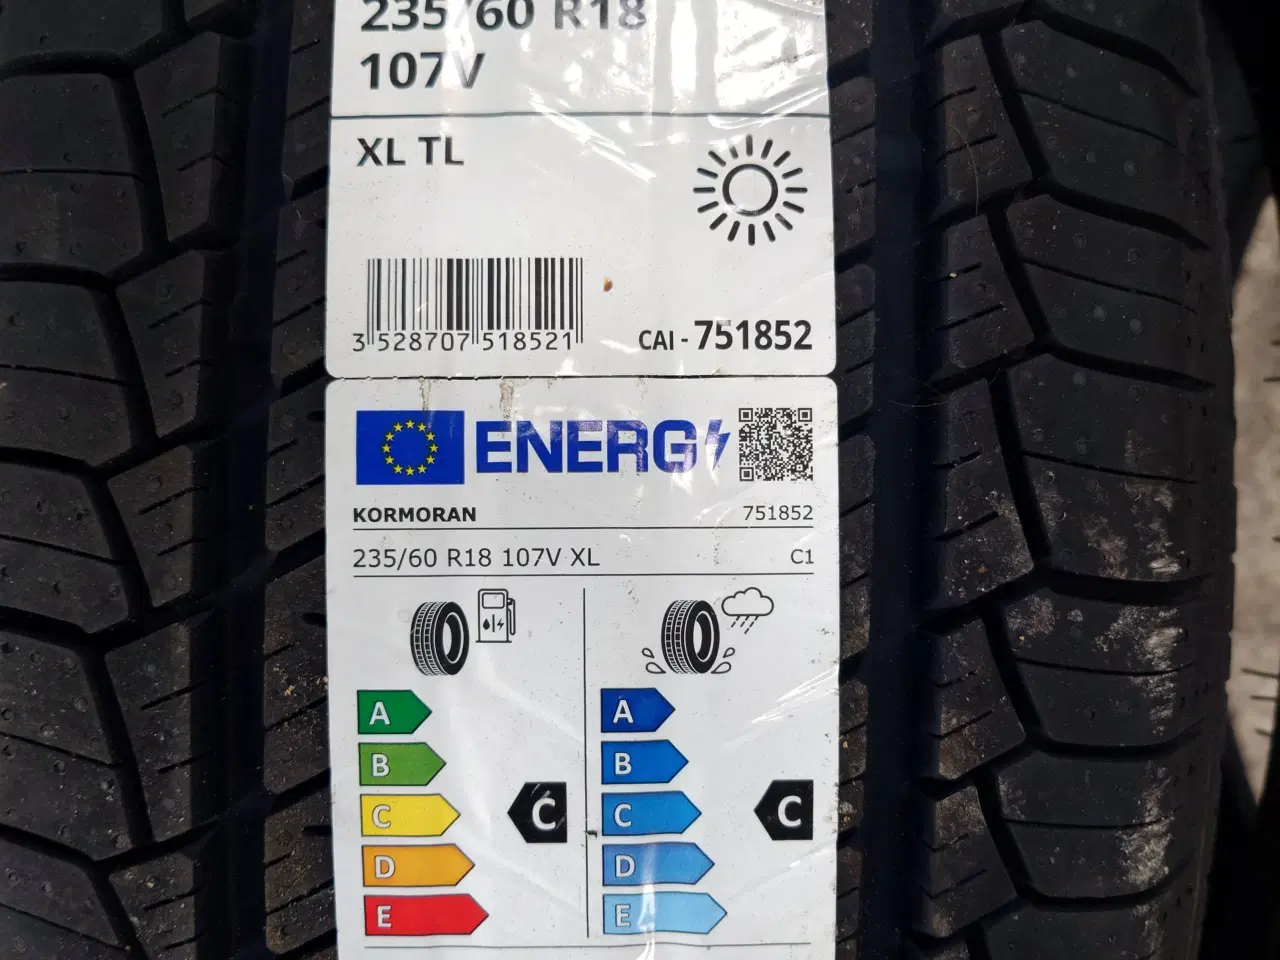 235/60 R18
107V
XL TL
3 528707 518521
CAI - 751852
ENERG
KORMORAN 751852
235/60 R18 107V XL C1
A A
B B
C C C C
D D
E E